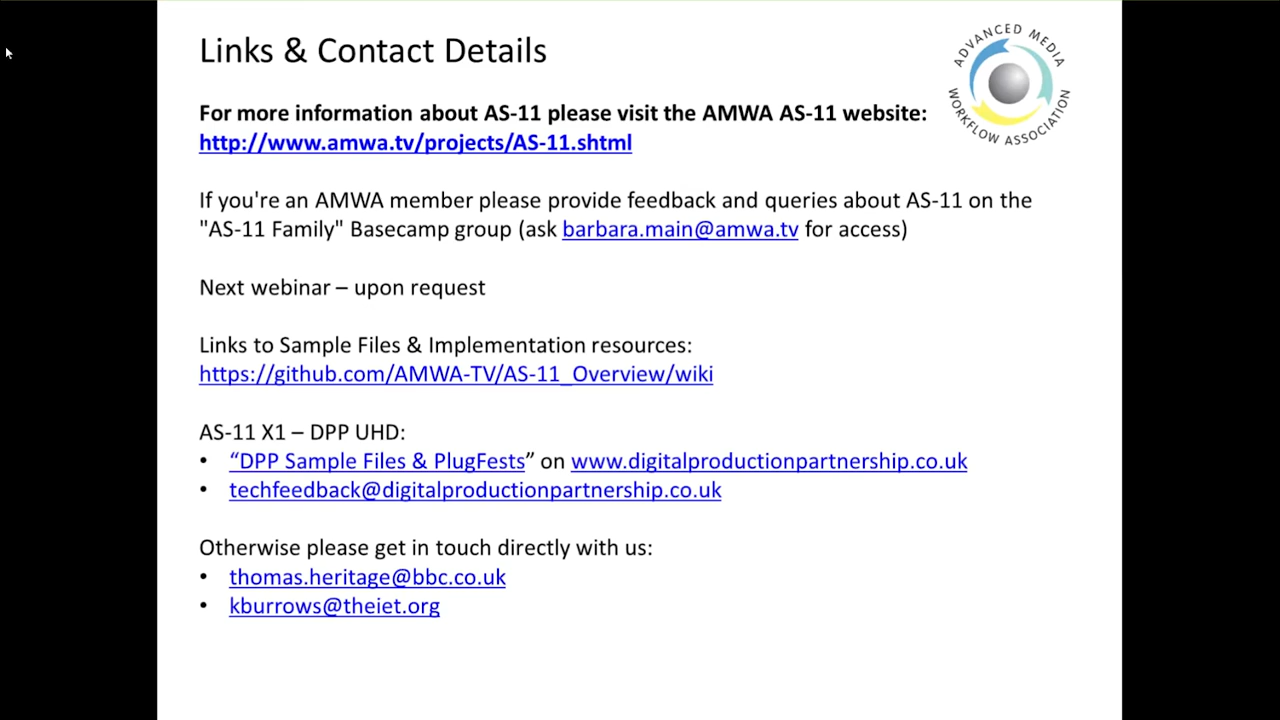 Links & Contact Details
ADVANCED MEDIA
WORKFLOW ASSOCIATION
For more information about AS-11 please visit the AMWA AS-11 website:
http://www.amwa.tv/projects/AS-11.shtml
If you're an AMWA member please provide feedback and queries about AS-11 on the
"AS-11 Family" Basecamp group (ask barbara.main@amwa.tv for access)
Next webinar – upon request
Links to Sample Files & Implementation resources:
https://github.com/AMWA-TV/AS-11_Overview/wiki
AS-11 X1 – DPP UHD:
• “DPP Sample Files & PlugFests” on www.digitalproductionpartnership.co.uk
• techfeedback@digitalproductionpartnership.co.uk
Otherwise please get in touch directly with us:
• thomas.heritage@bbc.co.uk
• kburrows@theiet.org